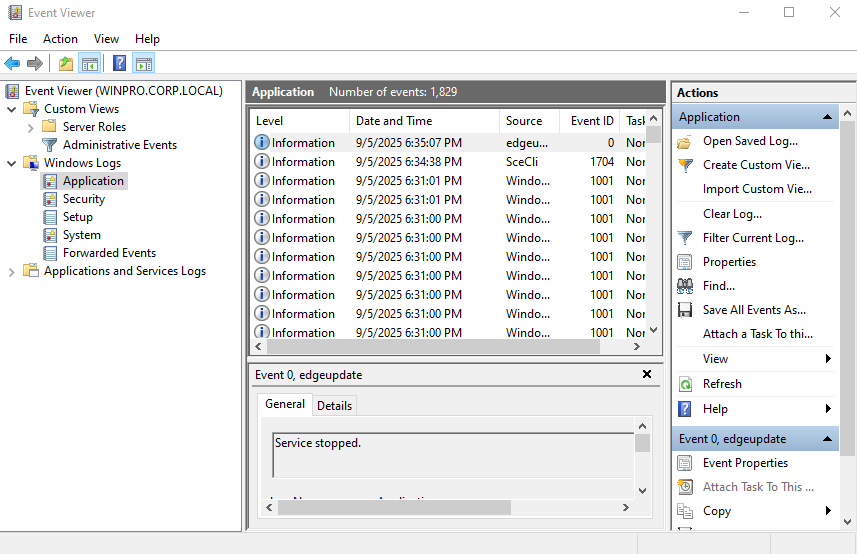 Event Viewer
File Action View Help
Event Viewer (WINPRO.CORP.LOCAL)
Custom Views
Server Roles
Administrative Events
Windows Logs
Application
Security
Setup
System
Forwarded Events
Applications and Services Logs
Application Number of events: 1,829
Level Date and Time Source Event ID Task
Information 9/5/2025 6:35:07 PM edgeu... 0 Nor
Information 9/5/2025 6:34:38 PM SceCli 1704 Nor
Information 9/5/2025 6:31:01 PM Windo... 1001 Nor
Information 9/5/2025 6:31:01 PM Windo... 1001 Nor
Information 9/5/2025 6:31:00 PM Windo... 1001 Nor
Information 9/5/2025 6:31:00 PM Windo... 1001 Nor
Information 9/5/2025 6:31:00 PM Windo... 1001 Nor
Information 9/5/2025 6:31:00 PM Windo... 1001 Nor
Information 9/5/2025 6:31:00 PM Windo... 1001 Nor
Information 9/5/2025 6:31:00 PM Windo... 1001 Nor
Information 9/5/2025 6:31:00 PM Windo... 1001 Nor
Event 0, edgeupdate
General Details
Service stopped.
Actions
Application
Open Saved Log...
Create Custom Vie...
Import Custom Vie...
Clear Log...
Filter Current Log...
Properties
Find...
Save All Events As...
Attach a Task To thi...
View
Refresh
Help
Event 0, edgeupdate
Event Properties
Attach Task To This ...
Copy